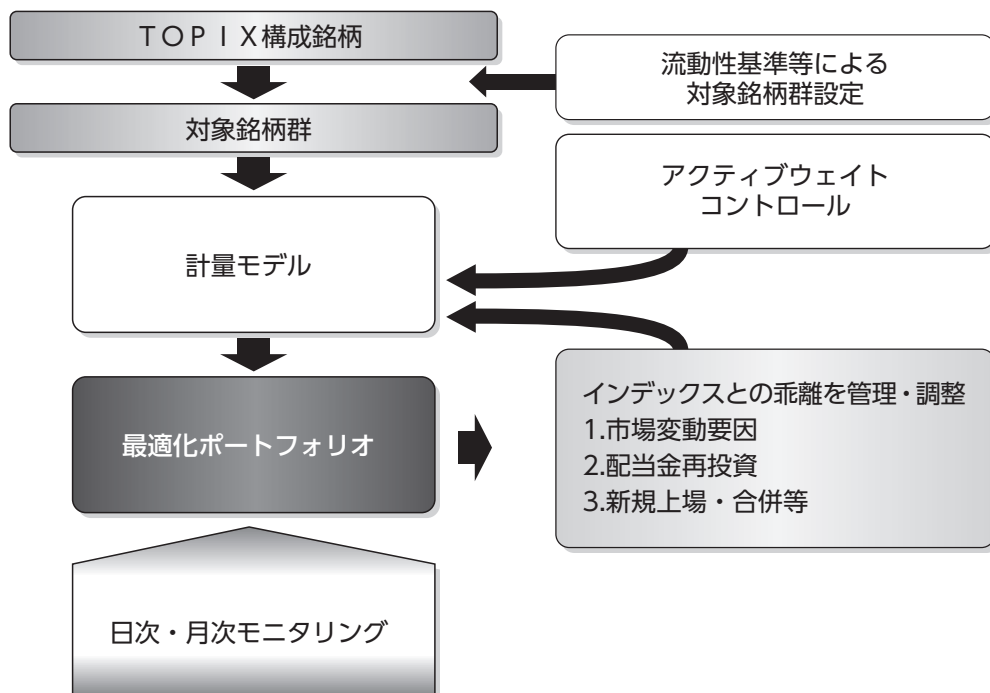 ＴＯＰＩＸ構成銘柄
流動性基準等による
対象銘柄群設定
対象銘柄群
アクティブウェイト
コントロール
計量モデル
最適化ポートフォリオ
インデックスとの乖離を管理・調整
1.市場変動要因
2.配当金再投資
3.新規上場・合併等
日次・月次モニタリング